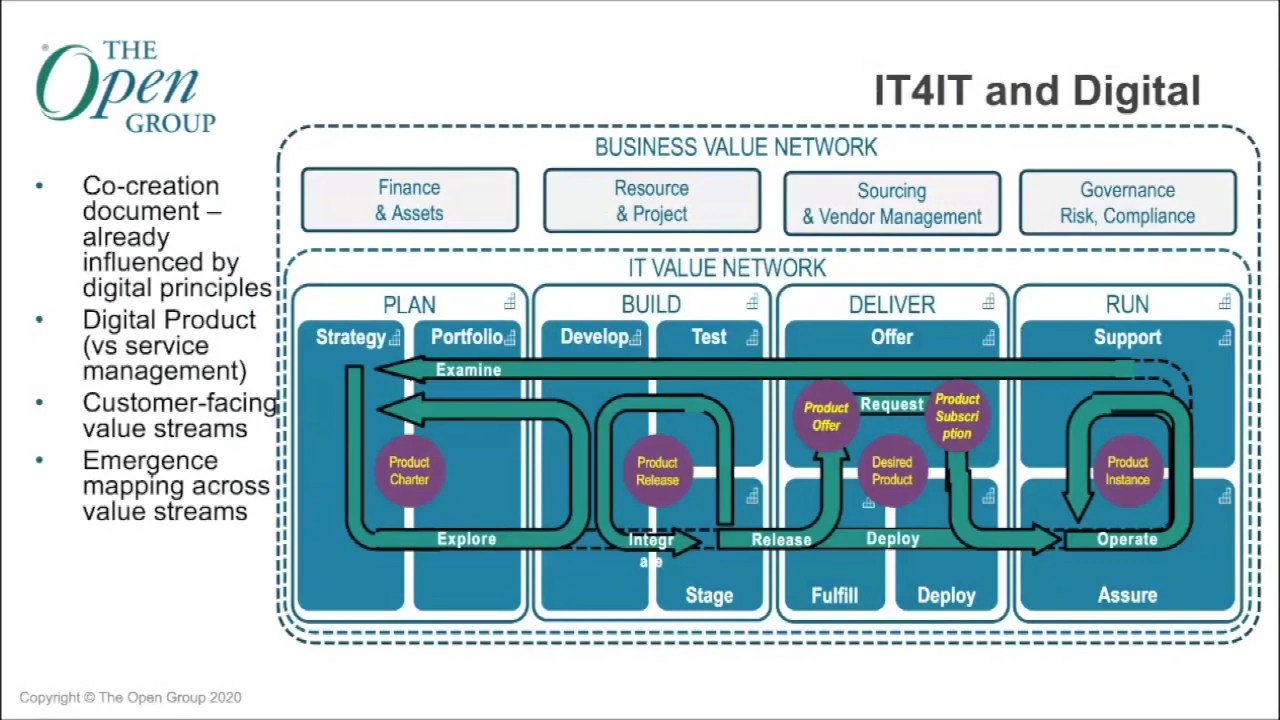 ® THE
Open
GROUP
IT4IT and Digital
• Co-creation
document –
already
influenced by
digital principles
• Digital Product
(vs service
management)
• Customer-facing
value streams
• Emergence
mapping across
value streams
BUSINESS VALUE NETWORK
Finance
& Assets
Resource
& Project
Sourcing
& Vendor Management
Governance
Risk, Compliance
IT VALUE NETWORK
PLAN
BUILD
DELIVER
RUN
Strategy
Portfolio
Develop
Test
Offer
Support
Examine
Product
Charter
Product
Release
Product
Offer
Request
Product
Subscri
ption
Desired
Product
Product
Instance
Explore
Integr
ate
Release
Deploy
Operate
Stage
Fulfill
Deploy
Assure
Copyright © The Open Group 2020